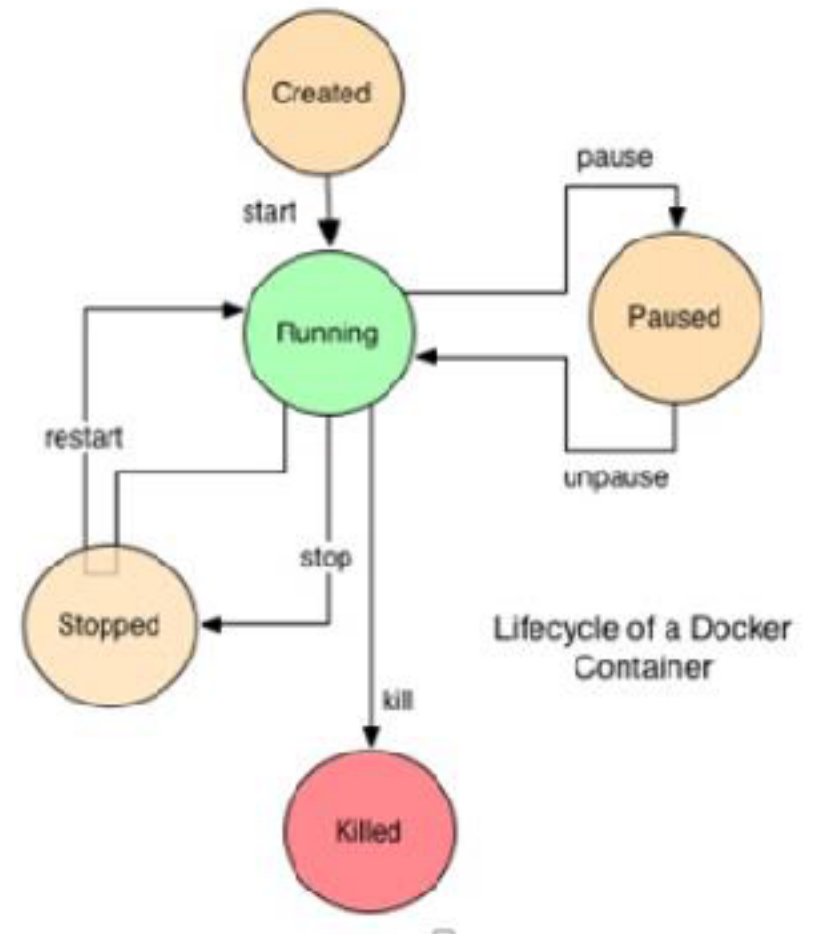 Created
start
pause
Running
Paused
restart
unpause
stop
Stopped
Lifecycle of a Docker
Container
kill
Killed